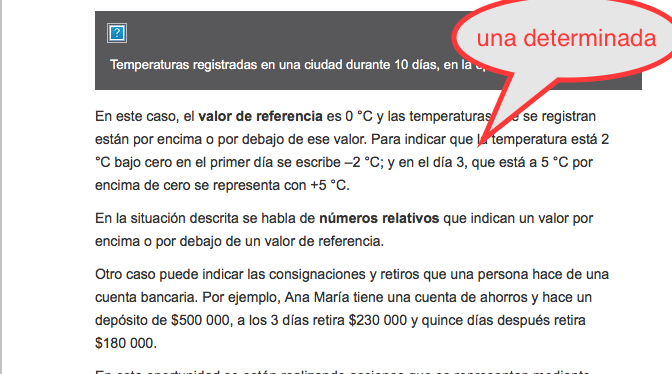 ?
una determinada
Temperaturas registradas en una ciudad durante 10 días, en la
En este caso, el valor de referencia es 0 °C y las temperaturas se registran
están por encima o por debajo de ese valor. Para indicar que la temperatura está 2
°C bajo cero en el primer día se escribe –2 °C; y en el día 3, que está a 5 °C por
encima de cero se representa con +5 °C.
En la situación descrita se habla de números relativos que indican un valor por
encima o por debajo de un valor de referencia.
Otro caso puede indicar las consignaciones y retiros que una persona hace de una
cuenta bancaria. Por ejemplo, Ana María tiene una cuenta de ahorros y hace un
depósito de $500 000, a los 3 días retira $230 000 y quince días después retira
$180 000.